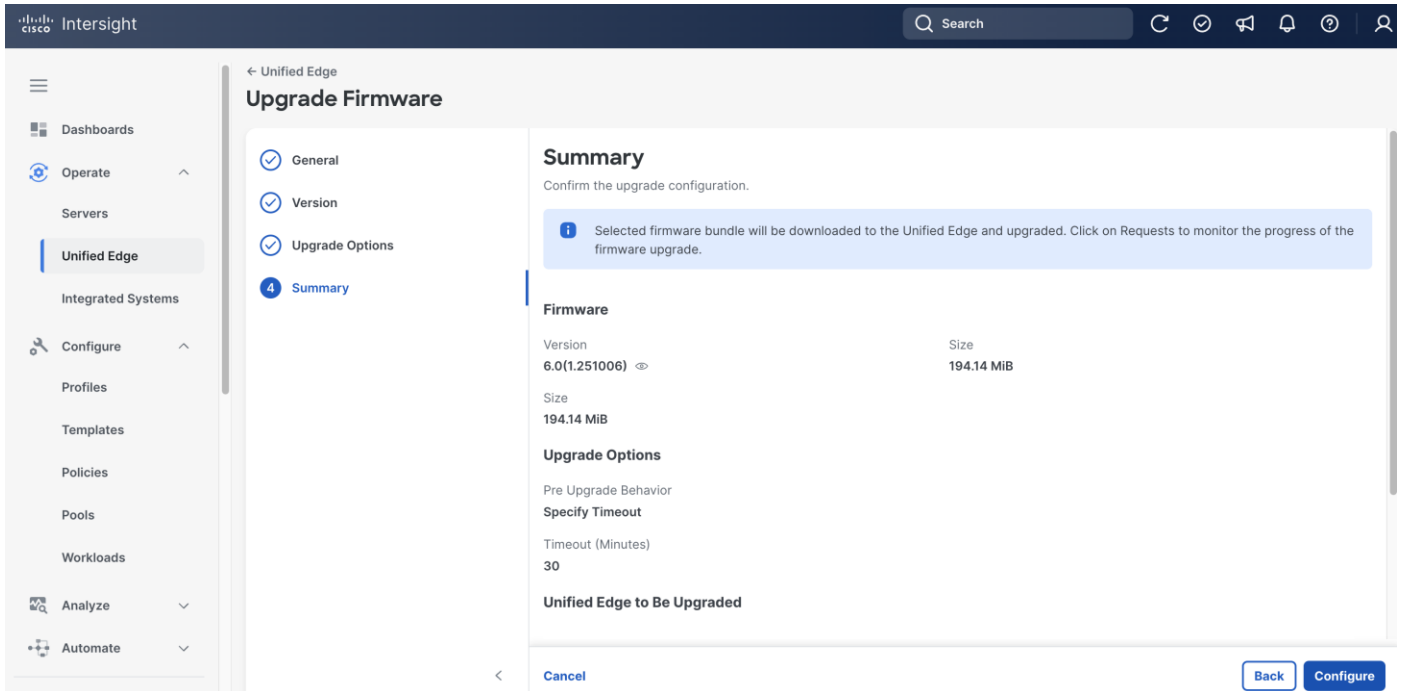 cisco Intersight
Search
Dashboards
Operate
Servers
Unified Edge
Integrated Systems
Configure
Profiles
Templates
Policies
Pools
Workloads
Analyze
Automate
← Unified Edge
Upgrade Firmware
General
Version
Upgrade Options
4 Summary
Summary
Confirm the upgrade configuration.
Selected firmware bundle will be downloaded to the Unified Edge and upgraded. Click on Requests to monitor the progress of the
firmware upgrade.
Firmware
Version
6.0(1.251006)
Size
194.14 MiB
Size
194.14 MiB
Upgrade Options
Pre Upgrade Behavior
Specify Timeout
Timeout (Minutes)
30
Unified Edge to Be Upgraded
Cancel
Back
Configure